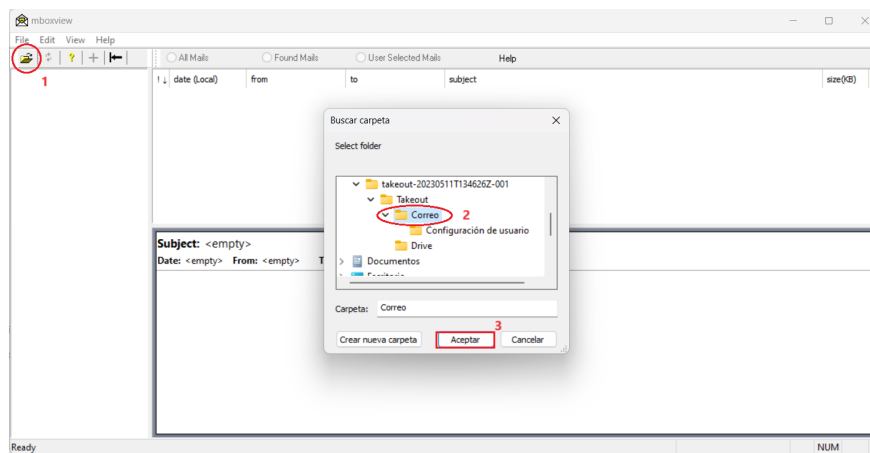 mboxview
File Edit View Help
? All Mails Found Mails User Selected Mails Help
1
! date (Local) from to subject size(KB)
Buscar carpeta
Select folder
takeout-20230511T134626Z-001
Takeout
Correo 2
Configuración de usuario
Drive
Documentos
Escritorio
Carpeta: Correo
3
Crear nueva carpeta Aceptar Cancelar
Subject: <empty>
Date: <empty> From: <empty> T
Ready NUM